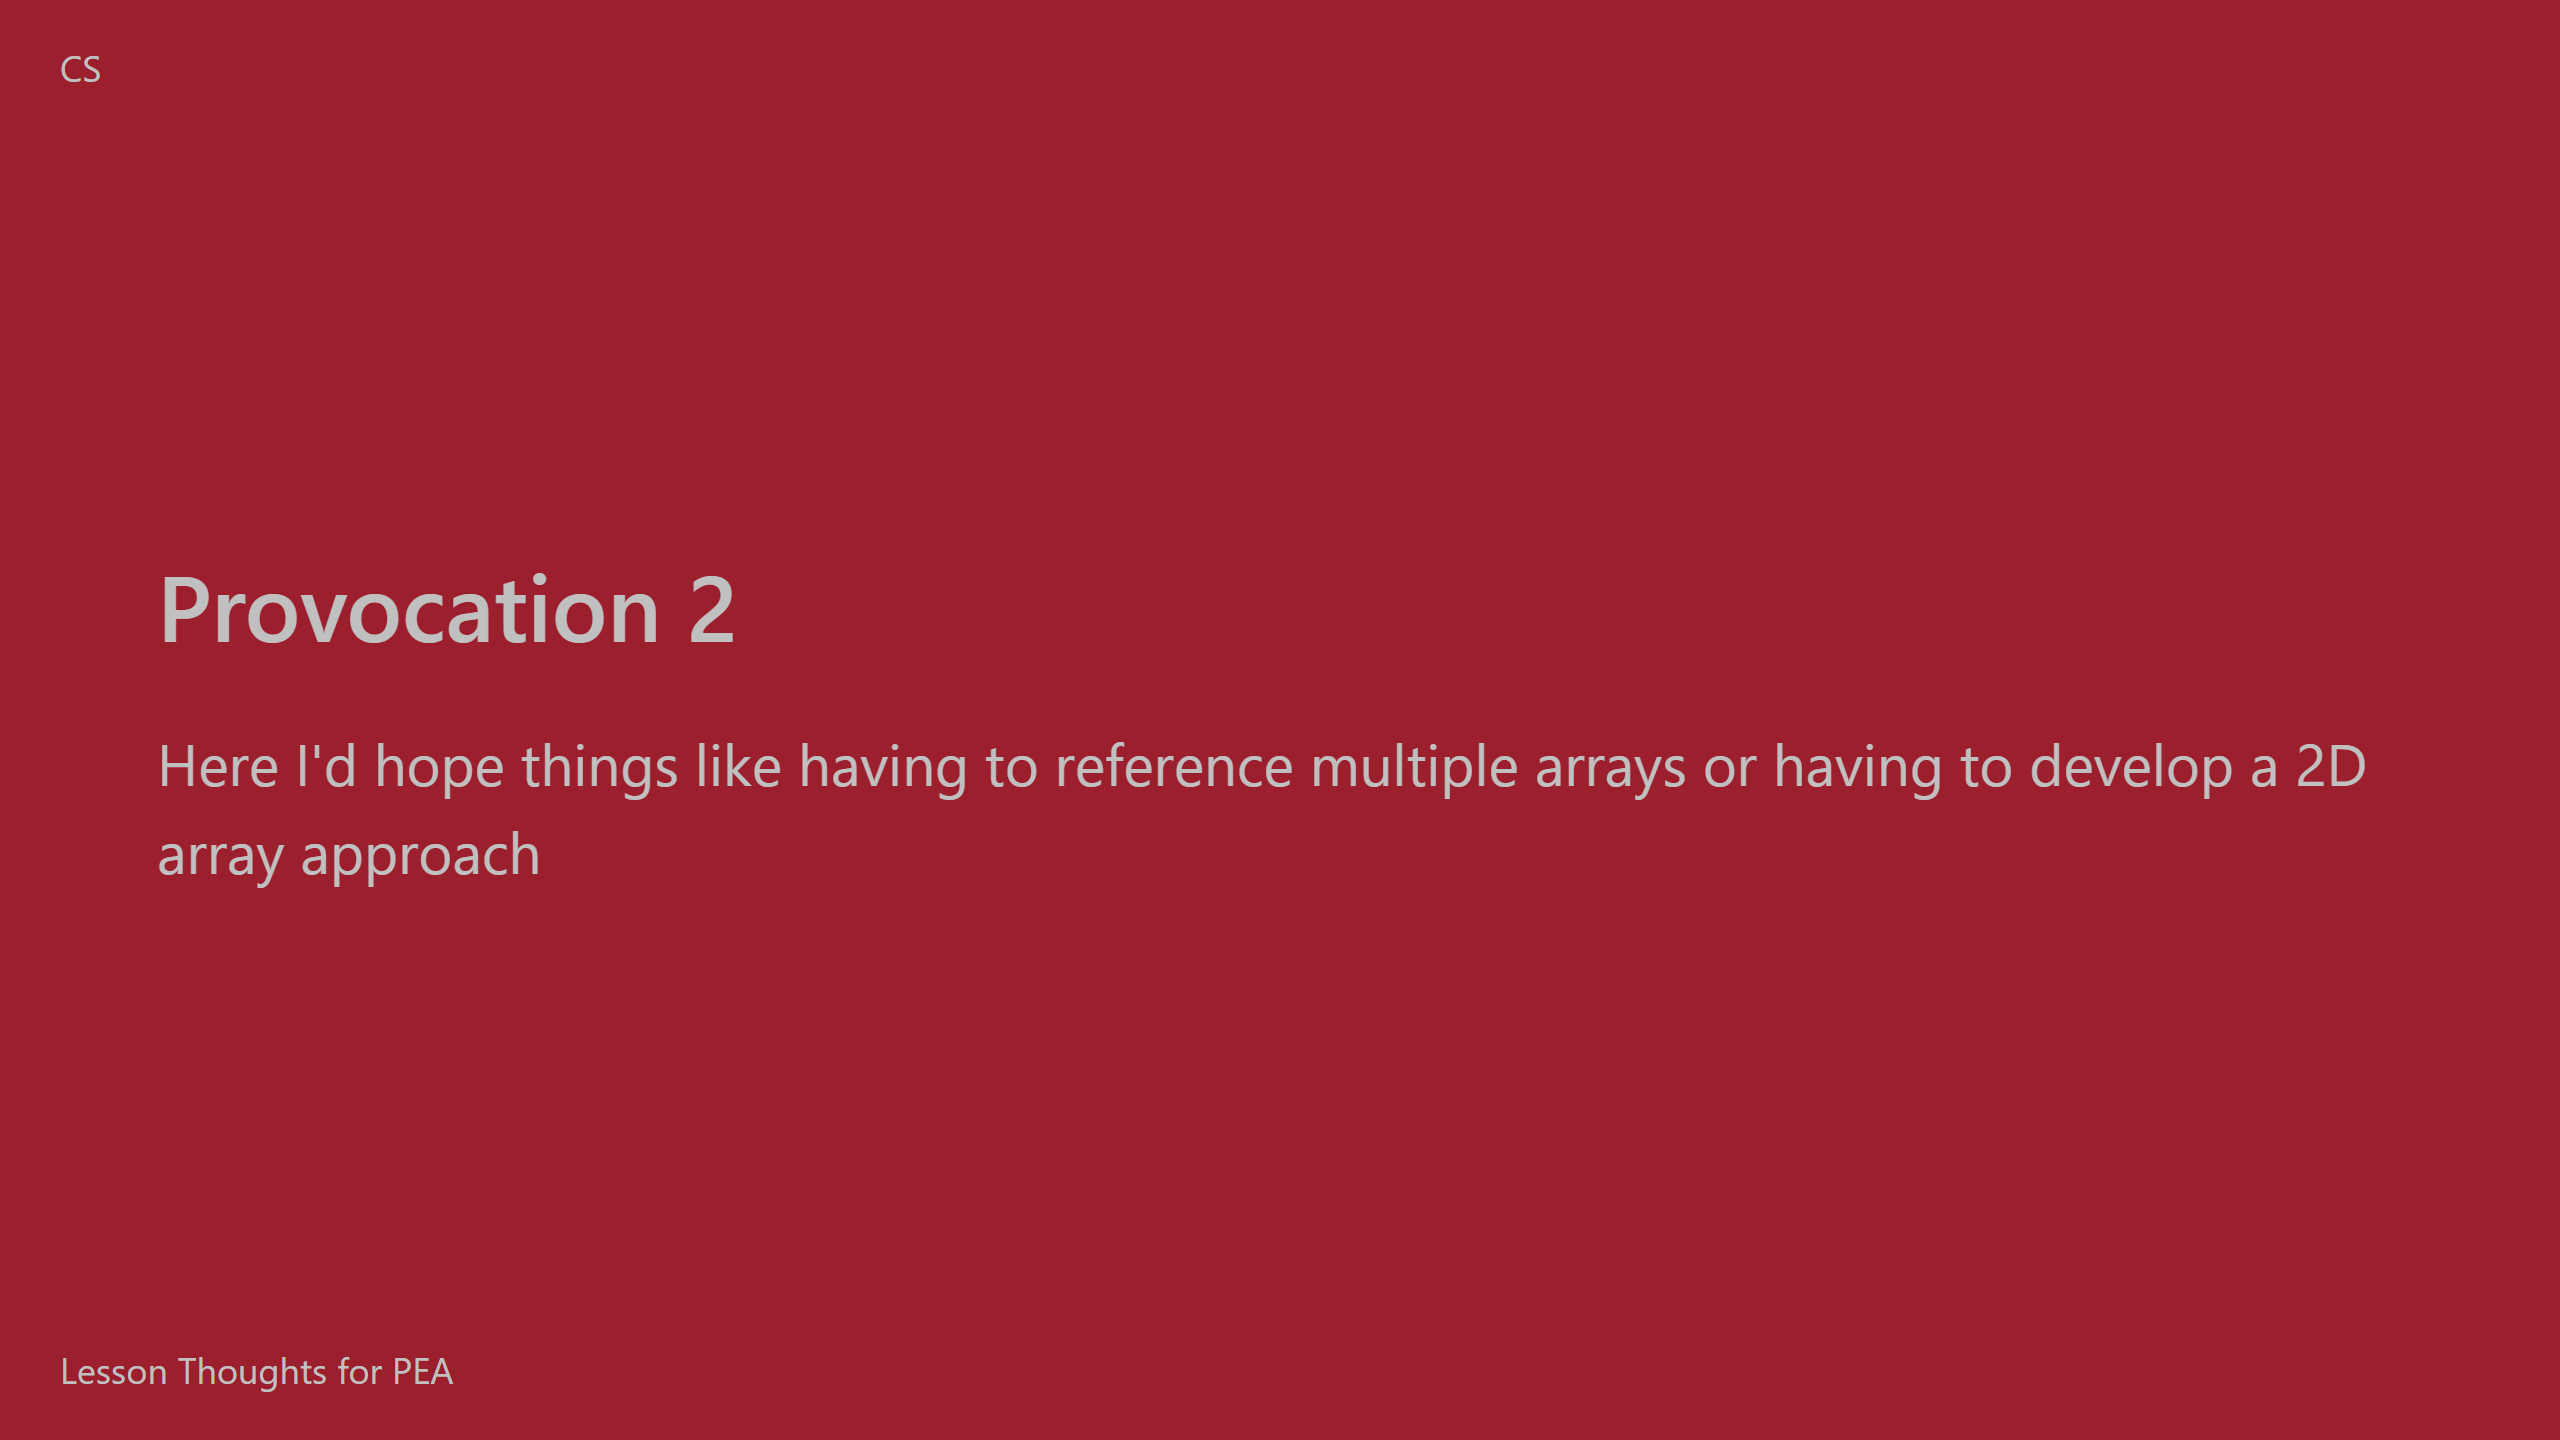 CS
Provocation 2
Here I'd hope things like having to reference multiple arrays or having to develop a 2D
array approach
Lesson Thoughts for PEA